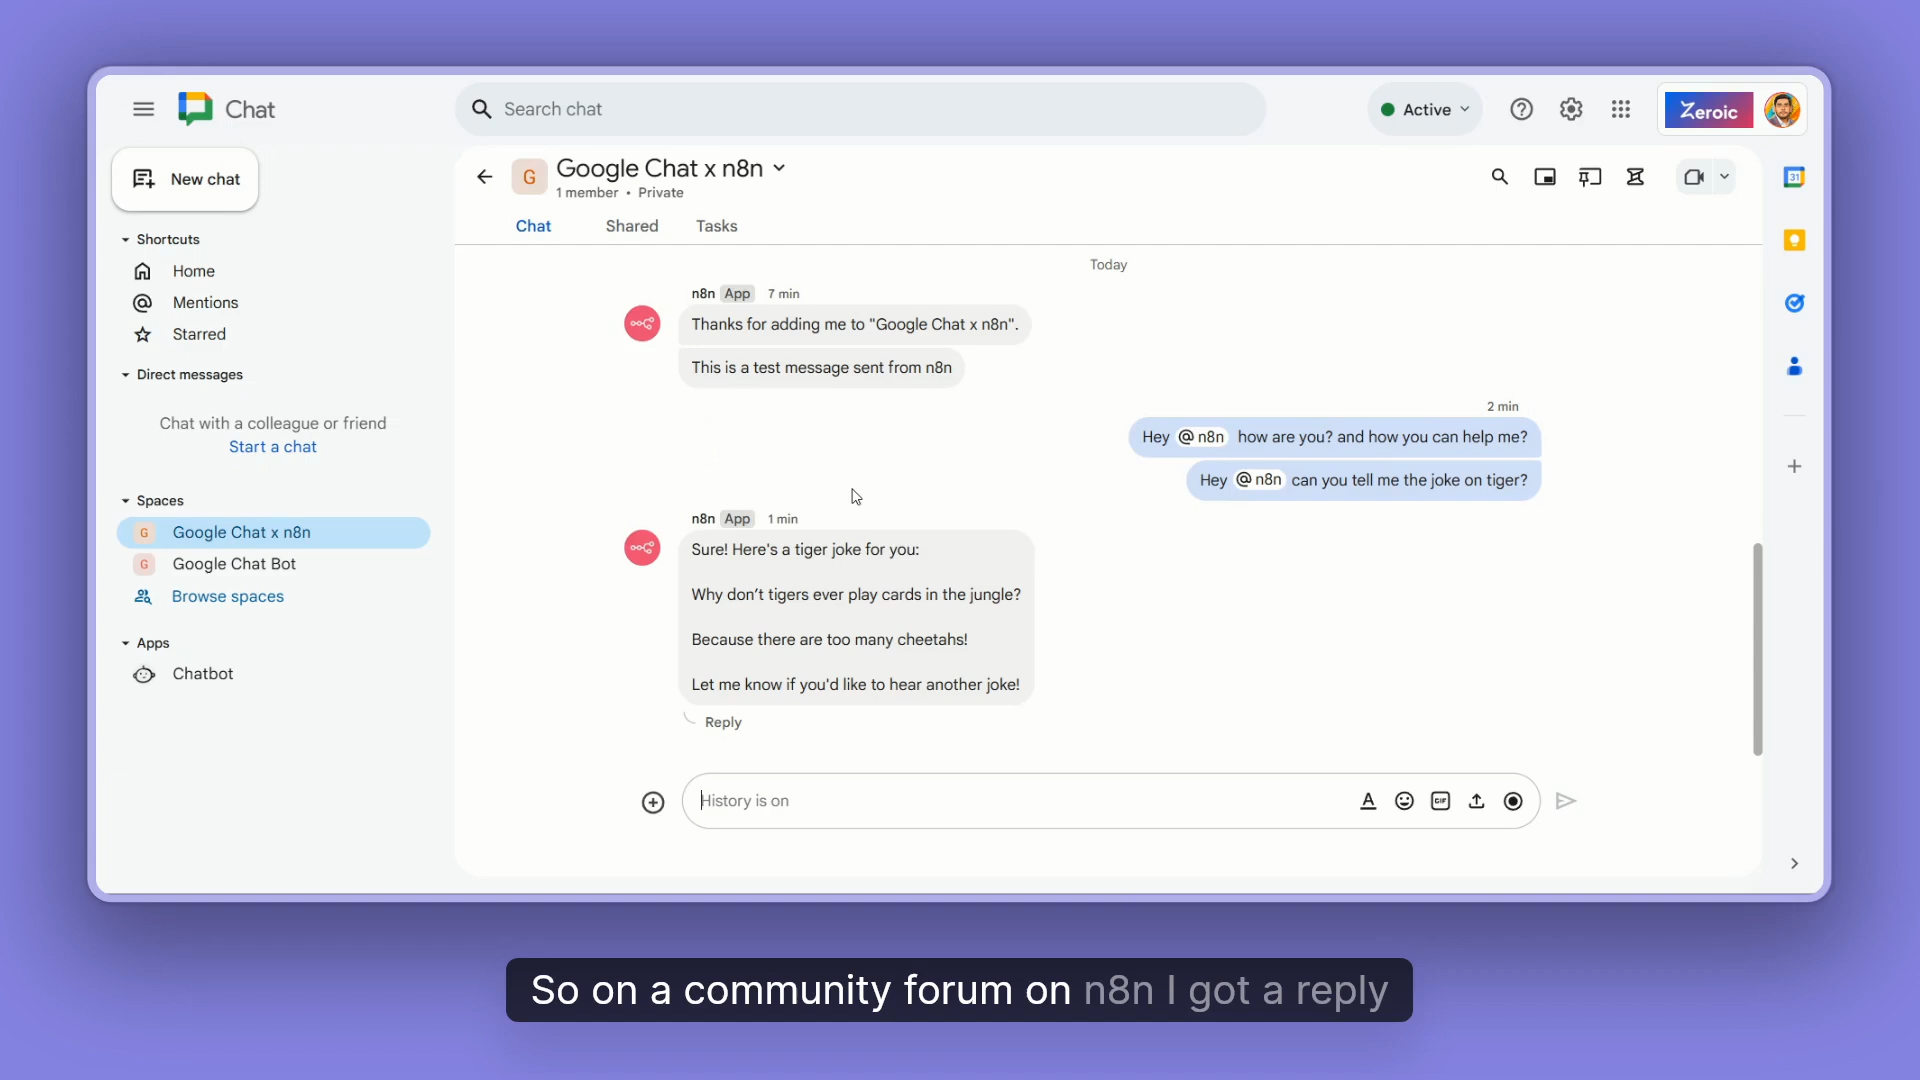 Chat
Search chat
Active
Zeroic
New chat
G
Google Chat x n8n
1 member • Private
31
Chat
Shared
Tasks
Shortcuts
Home
Mentions
Starred
Direct messages
Chat with a colleague or friend
Start a chat
Spaces
G Google Chat x n8n
G Google Chat Bot
Browse spaces
Apps
Chatbot
Today
n8n App 7 min
Thanks for adding me to "Google Chat x n8n".
This is a test message sent from n8n
2 min
Hey @n8n how are you? and how you can help me?
Hey @n8n can you tell me the joke on tiger?
n8n App 1 min
Sure! Here's a tiger joke for you:
Why don’t tigers ever play cards in the jungle?
Because there are too many cheetahs!
Let me know if you'd like to hear another joke!
Reply
History is on
GIF
So on a community forum on n8n I got a reply